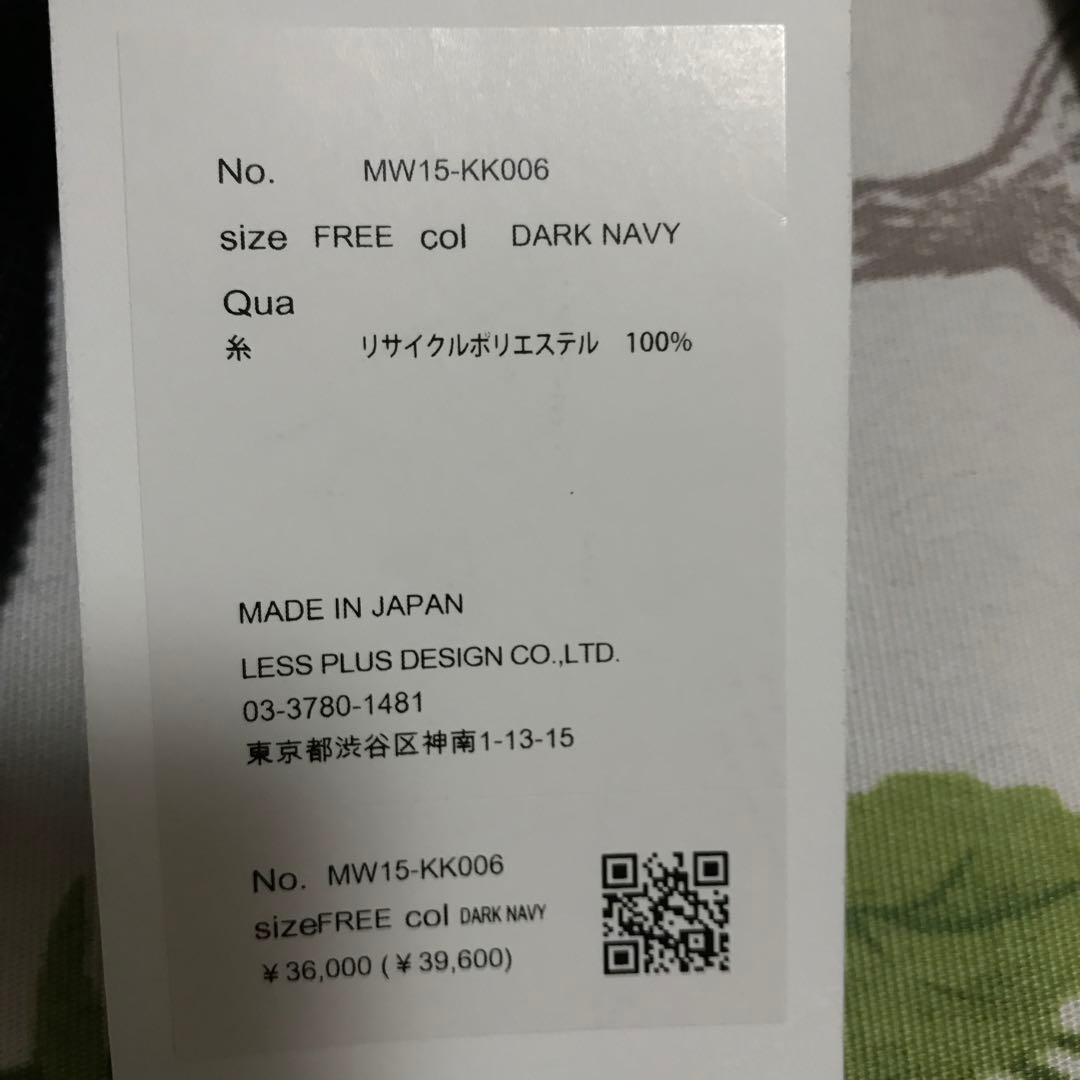 No. MW15-KK006
size FREE col DARK NAVY
Qua
糸 リサイクルポリエステル 100%
MADE IN JAPAN
LESS PLUS DESIGN CO.,LTD.
03-3780-1481
東京都渋谷区神南1-13-15
No. MW15-KK006
sizeFREE col DARK NAVY
¥36,000 (¥39,600)